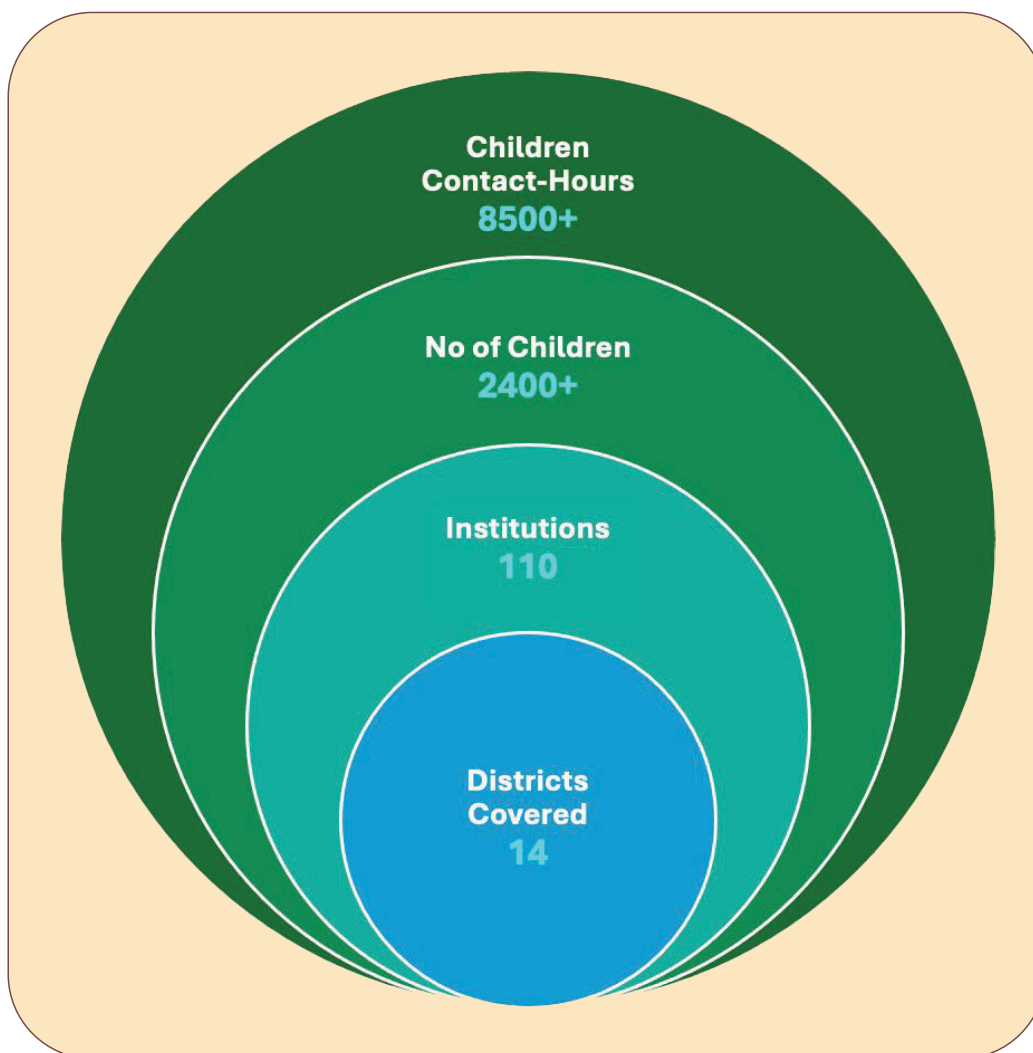 Children
Contact-Hours
8500+
No of Children
2400+
Institutions
110
Districts
Covered
14